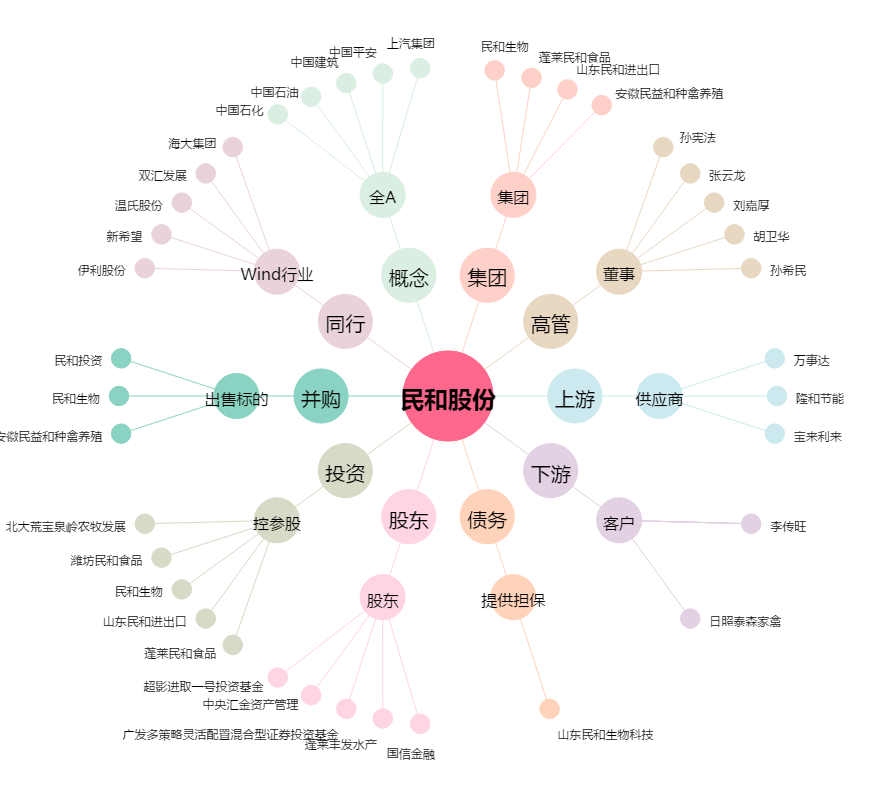 上汽集团
中国平安
中国建筑
中国石油
中国石化
全A
概念
民和生物
蓬莱民和食品
山东民和进出口
安徽民益和种禽养殖
集团
集团
海大集团
双汇发展
温氏股份
新希望
伊利股份
Wind行业
同行
孙宪法
张云龙
刘嘉厚
胡卫华
孙希民
董事
高管
民和投资
民和生物
安徽民益和种禽养殖
出售标的
并购
民和股份
上游
供应商
万事达
隆和节能
宝来利来
投资
控参股
北大荒宝泉岭农牧发展
潍坊民和食品
民和生物
山东民和进出口
蓬莱民和食品
下游
客户
李传旺
日照泰森家禽
股东
股东
超影进取一号投资基金
中央汇金资产管理
广发多策略灵活配置混合型证券投资基金
蓬莱丰发水产
国信金融
债务
提供担保
山东民和生物科技